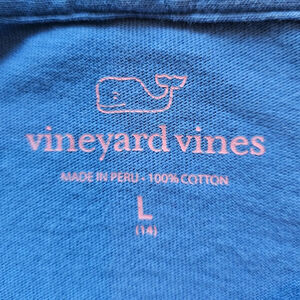 vineyard vines
MADE IN PERU - 100% COTTON
L
(14)